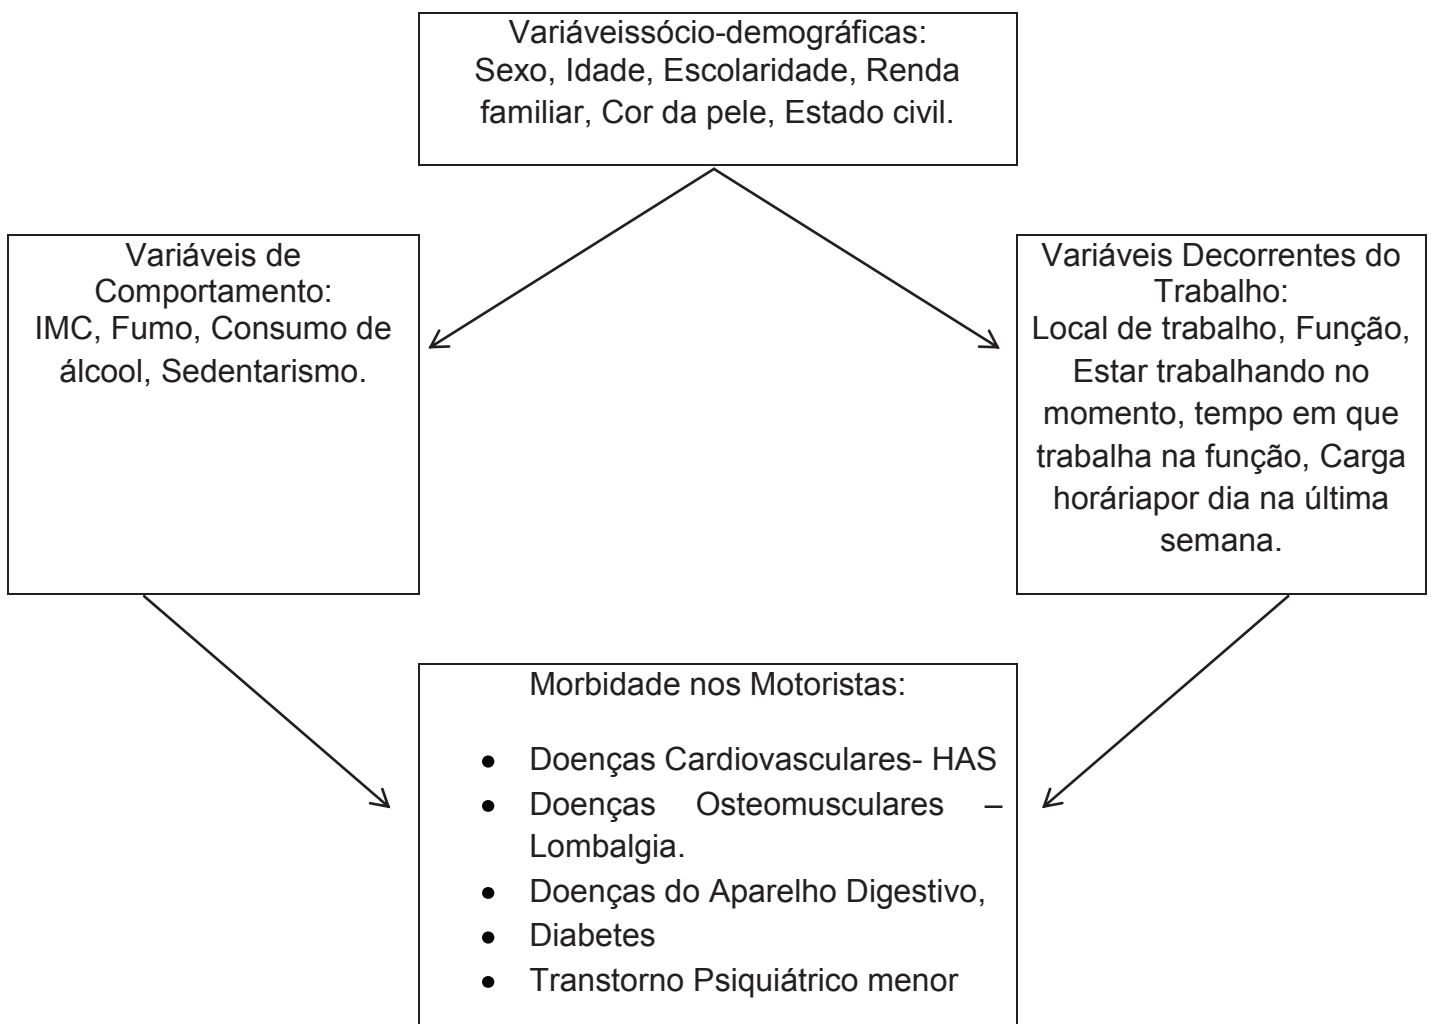 Variáveissócio-demográficas:
Sexo, Idade, Escolaridade, Renda
familiar, Cor da pele, Estado civil.
Variáveis de
Comportamento:
IMC, Fumo, Consumo de
álcool, Sedentarismo.
Variáveis Decorrentes do
Trabalho:
Local de trabalho, Função,
Estar trabalhando no
momento, tempo em que
trabalha na função, Carga
horáriapor dia na última
semana.
Morbidade nos Motoristas:
● Doenças Cardiovasculares- HAS
● Doenças Osteomusculares –
Lombalgia.
● Doenças do Aparelho Digestivo,
● Diabetes
● Transtorno Psiquiátrico menor